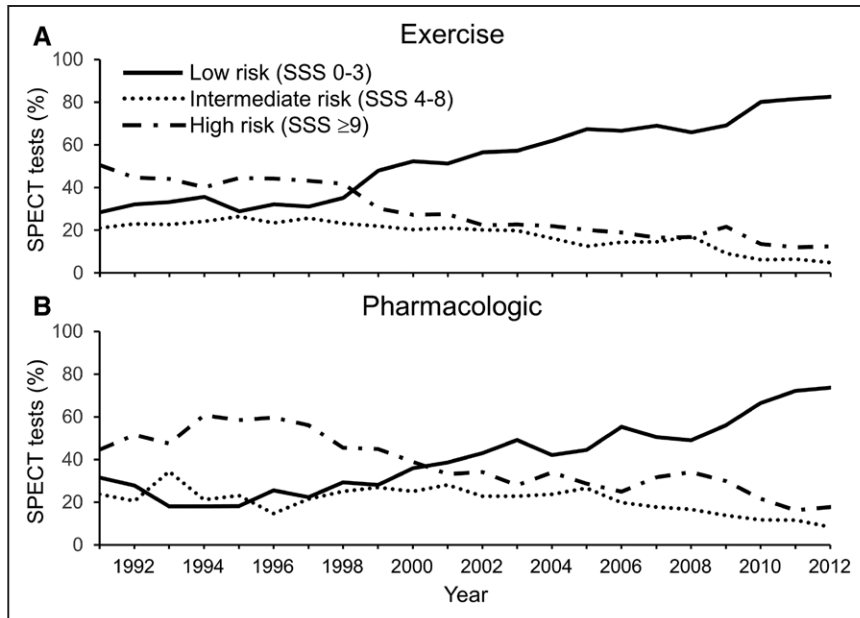 A
Exercise
100
Low risk (SSS 0-3)
80
Intermediate risk (SSS 4-8)
High risk (SSS ≥9)
60
40
20
0
SPECT tests (%)
B
Pharmacologic
100
80
60
40
20
0
SPECT tests (%)
1992 1994 1996 1998 2000 2002 2004 2006 2008 2010 2012
Year